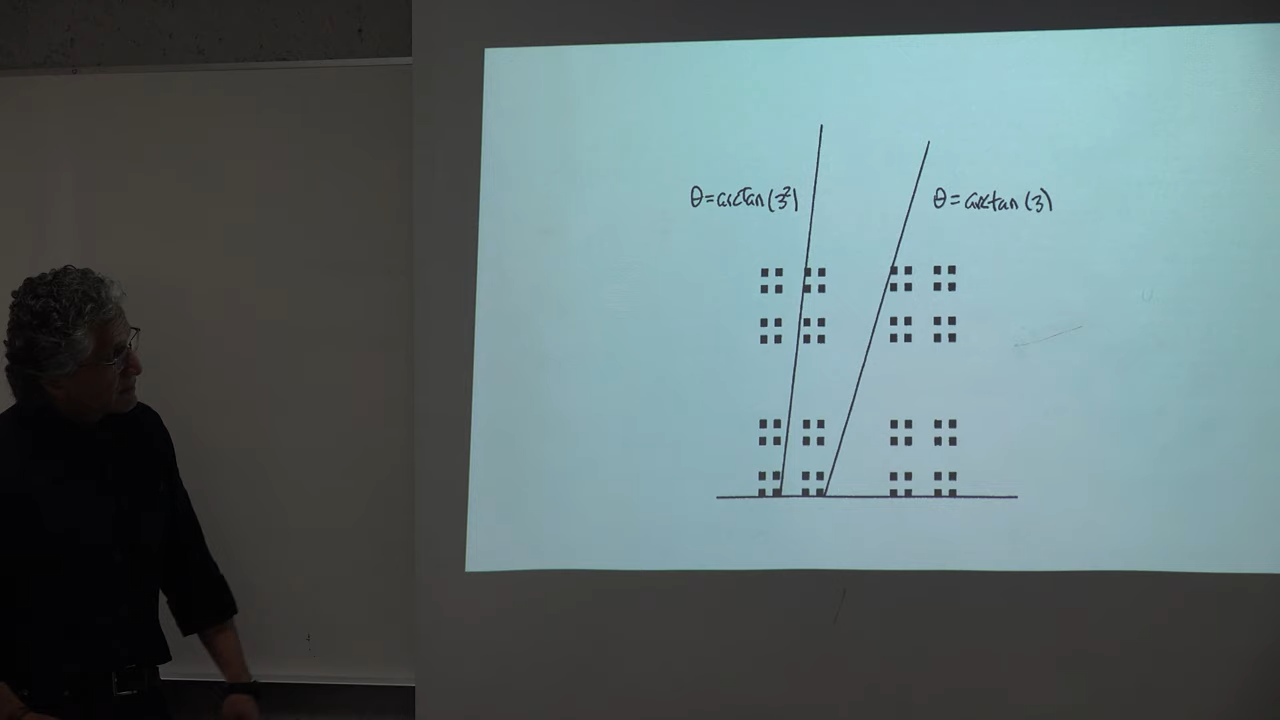 θ = arctan (3²)
θ = arctan (3)